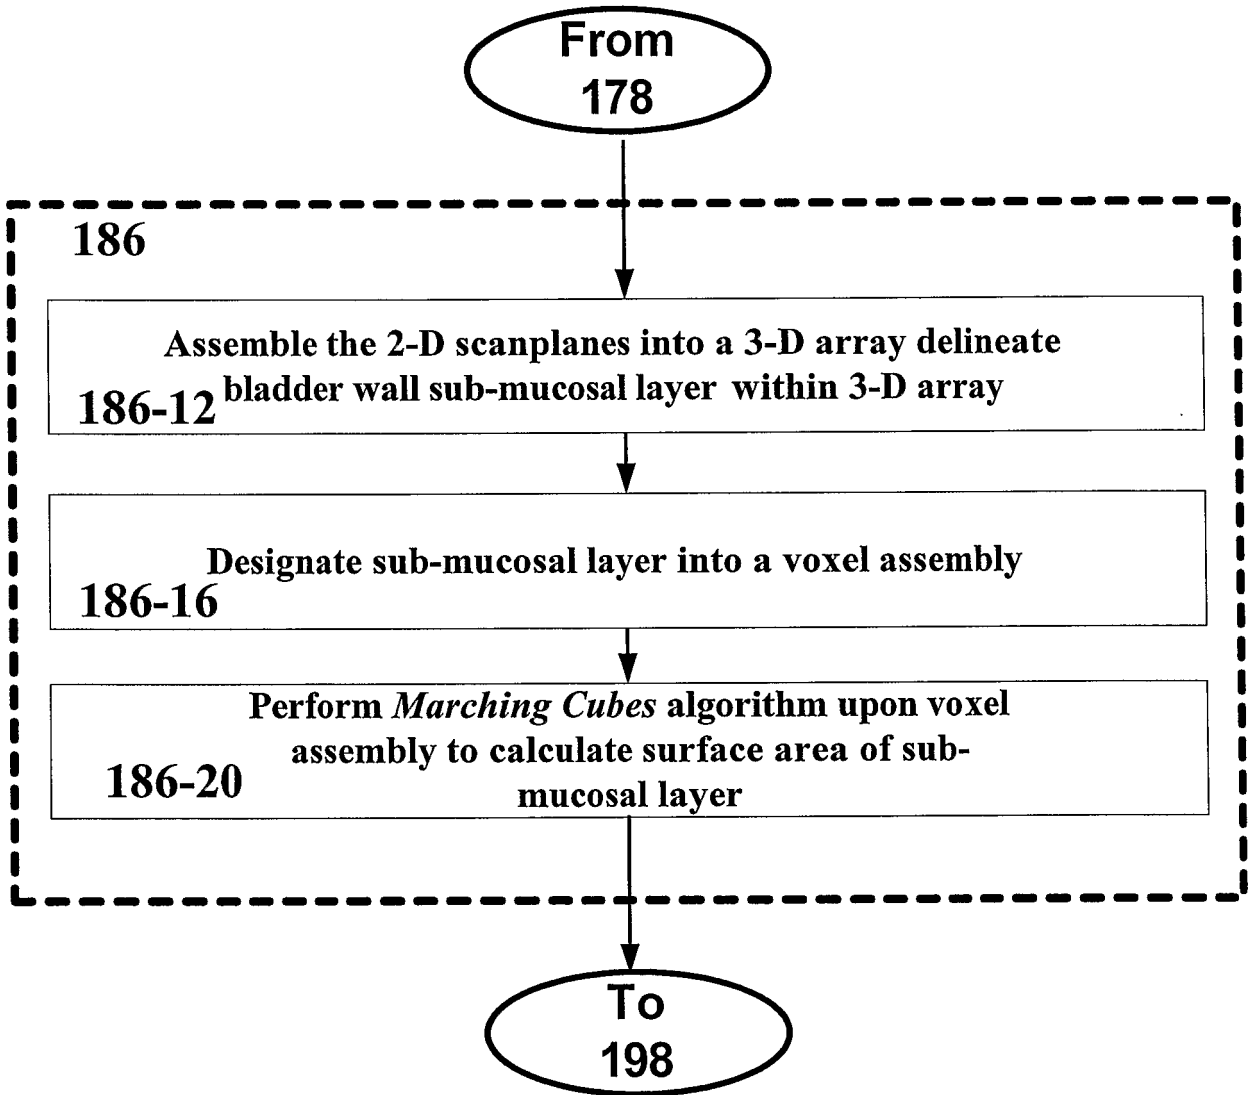 From
178
186
Assemble the 2-D scanplanes into a 3-D array delineate
186-12 bladder wall sub-mucosal layer within 3-D array
Designate sub-mucosal layer into a voxel assembly
186-16
Perform Marching Cubes algorithm upon voxel
assembly to calculate surface area of sub-
186-20
mucosal layer
To
198